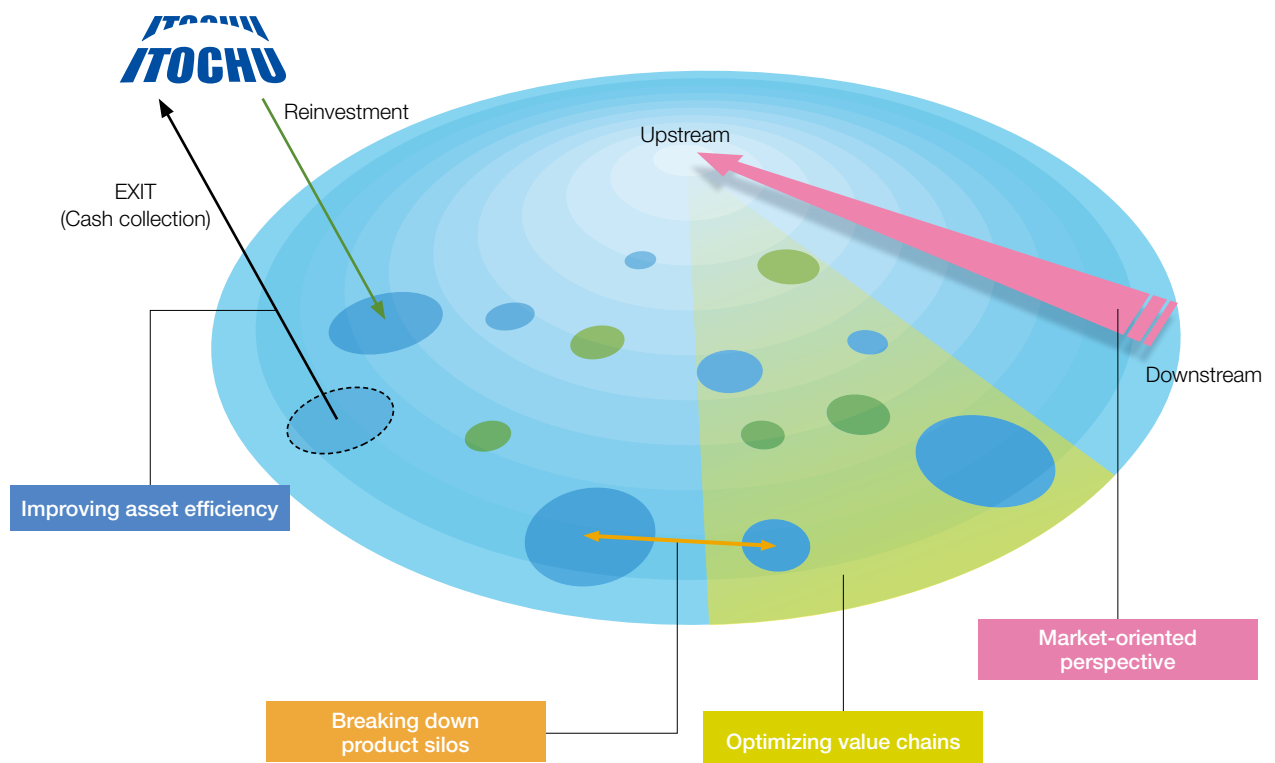 ITOCHU
Reinvestment
Upstream
EXIT
(Cash collection)
Downstream
Improving asset efficiency
Market-oriented
perspective
Breaking down
product silos
Optimizing value chains